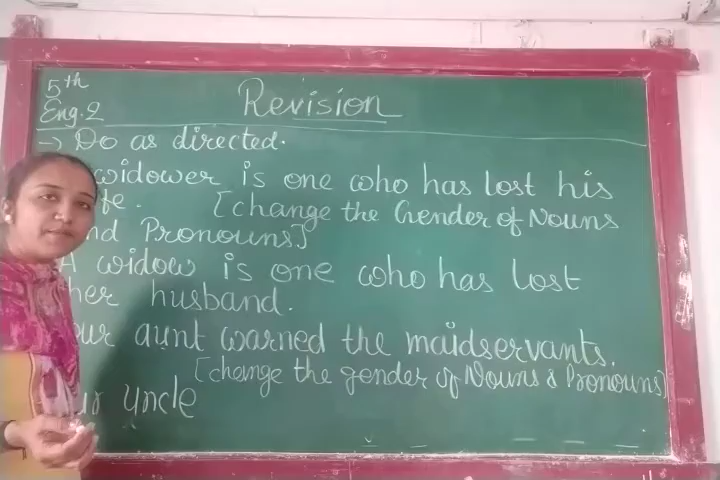 5th
Eng. 2
Revision
→ Do as directed.
widower is one who has lost his
fe. [change the Gender of Nouns
nd Pronouns]
A widow is one who has lost
her husband.
our aunt warned the maidservants.
[change the gender of Nouns & Pronouns]
ur uncle